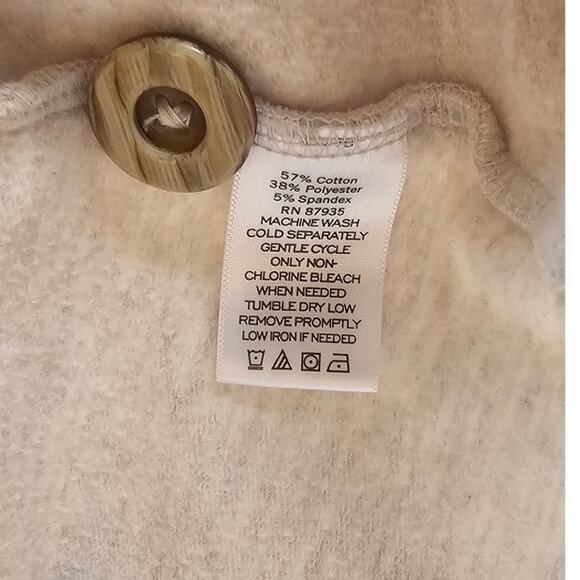 57% Cotton
38% Polyester
5% Spandex
RN 87935
MACHINE WASH
COLD SEPARATELY
GENTLE CYCLE
ONLY NON-
CHLORINE BLEACH
WHEN NEEDED
TUMBLE DRY LOW
REMOVE PROMPTLY
LOW IRON IF NEEDED